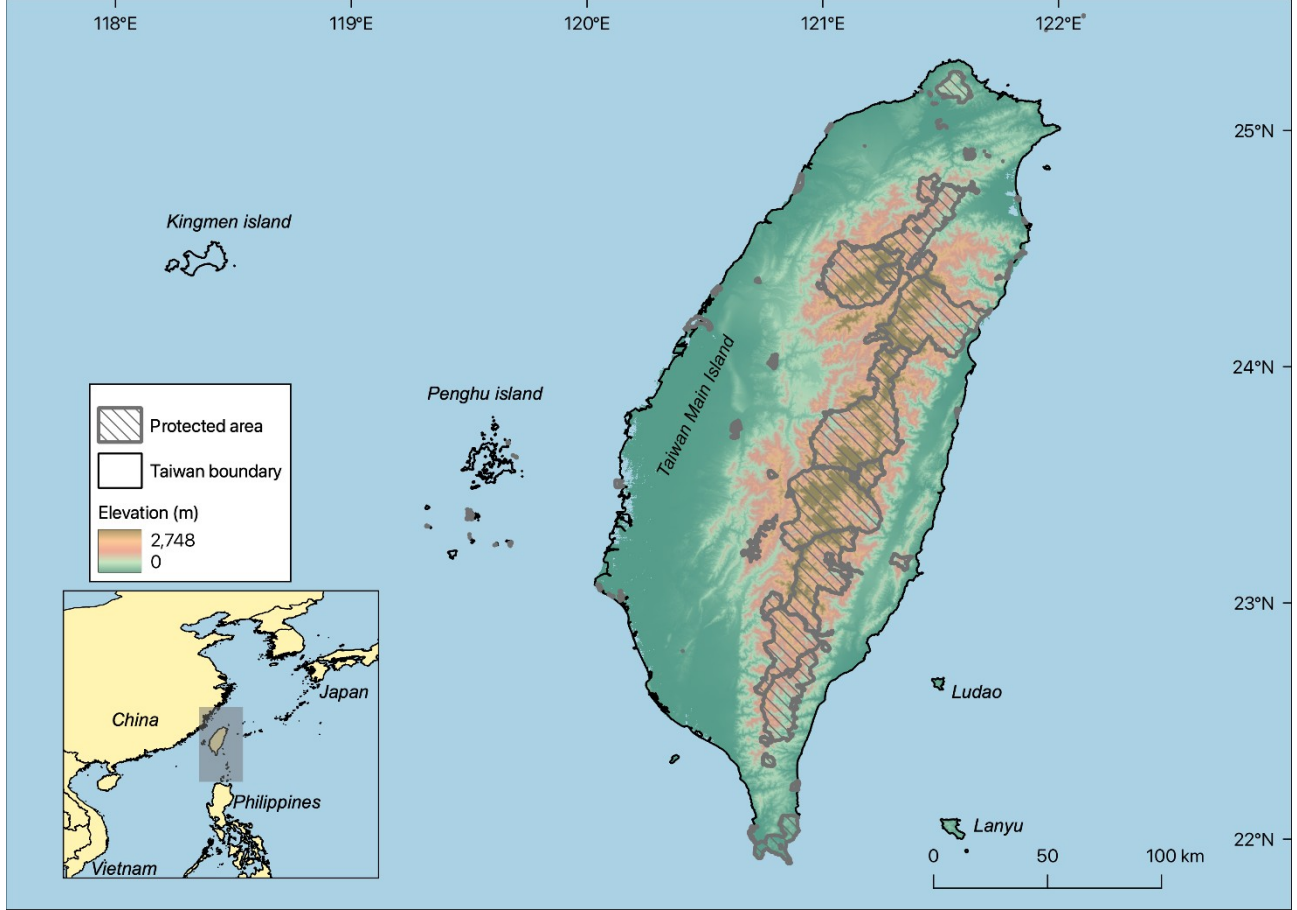 118°E
119°E
120°E
121°E
122°E
25°N
Kingmen island
24°N
Taiwan Main Island
Penghu island
Protected area
Taiwan boundary
Elevation (m)
2,748
0
23°N
Japan
China
Ludao
Philippines
Lanyu
22°N
Vietnam
0 50 100 km